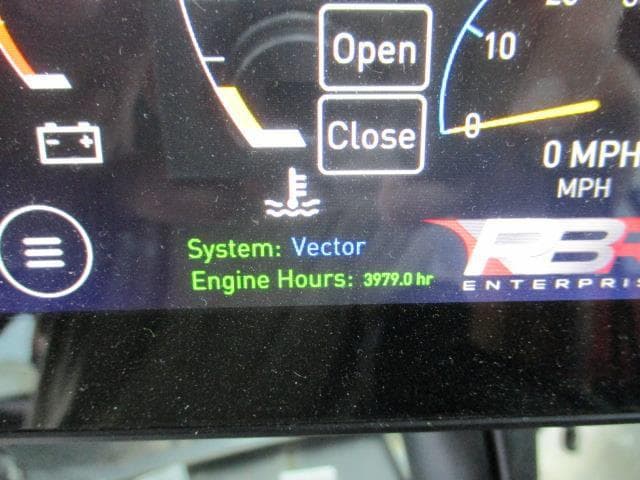 Open
Close
10
0
0 MPH
MPH
System: Vector
Engine Hours: 3979.0 hr